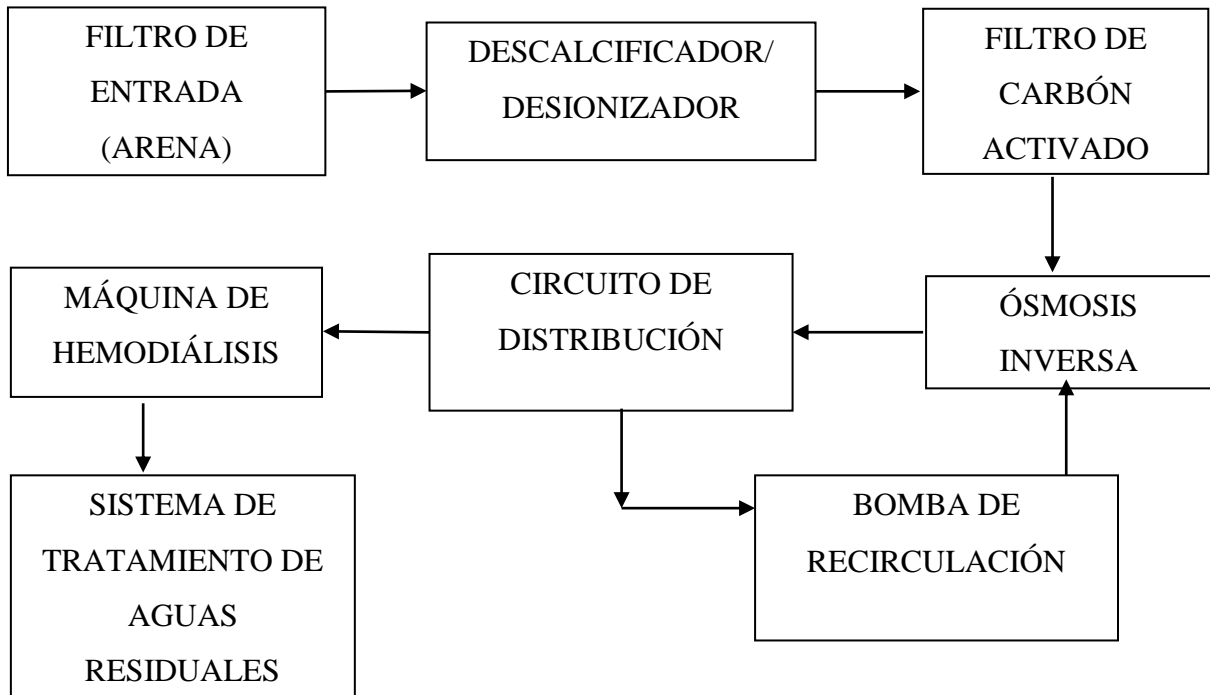 FILTRO DE
ENTRADA
(ARENA)
DESCALCIFICADOR/
DESIONIZADOR
FILTRO DE
CARBÓN
ACTIVADO
MÁQUINA DE
HEMODIÁLISIS
CIRCUITO DE
DISTRIBUCIÓN
ÓSMOSIS
INVERSA
SISTEMA DE
TRATAMIENTO DE
AGUAS
RESIDUALES
BOMBA DE
RECIRCULACIÓN